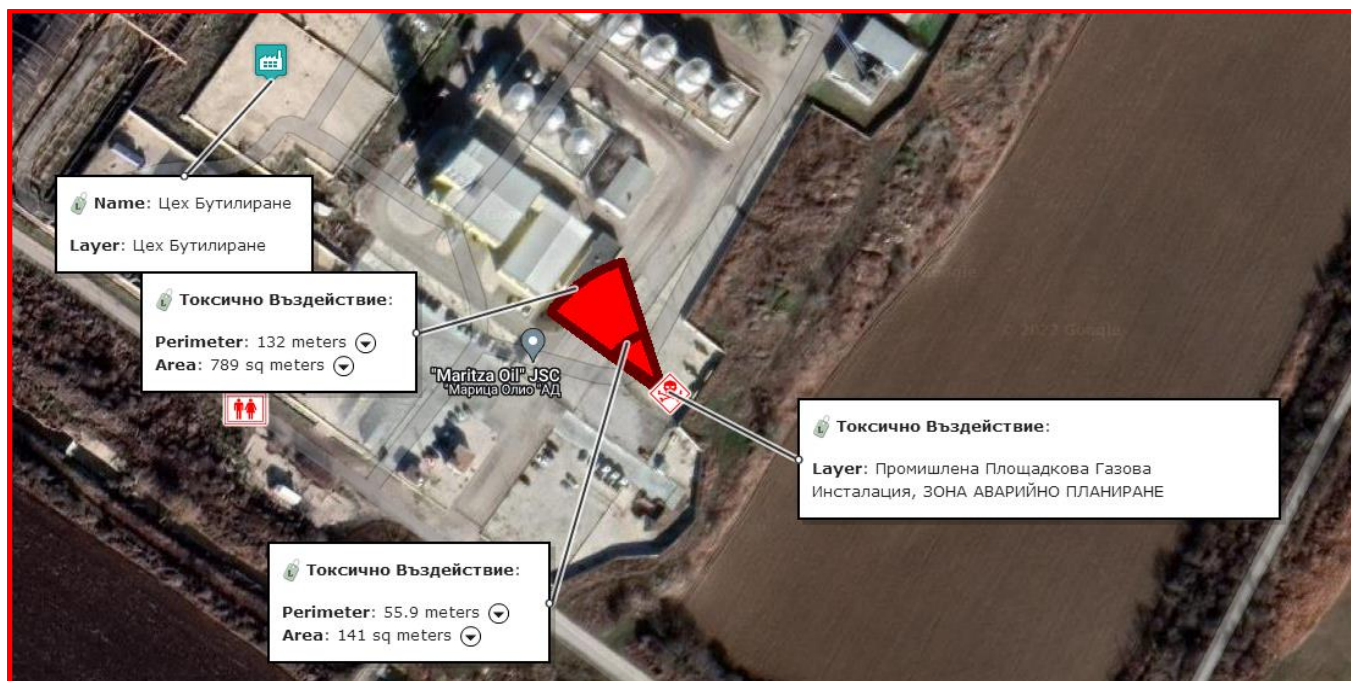 Name: Цех Бутилиране
Layer: Цех Бутилиране
Токсично Въздействие:
Perimeter: 132 meters
Area: 789 sq meters
"Maritza Oil" JSC
"Марица Олио "АД
Токсично Въздействие:
Layer: Промишлена Площадкова Газова
Инсталация, ЗОНА АВАРИЙНО ПЛАНИРАНЕ
Токсично Въздействие:
Perimeter: 55.9 meters
Area: 141 sq meters